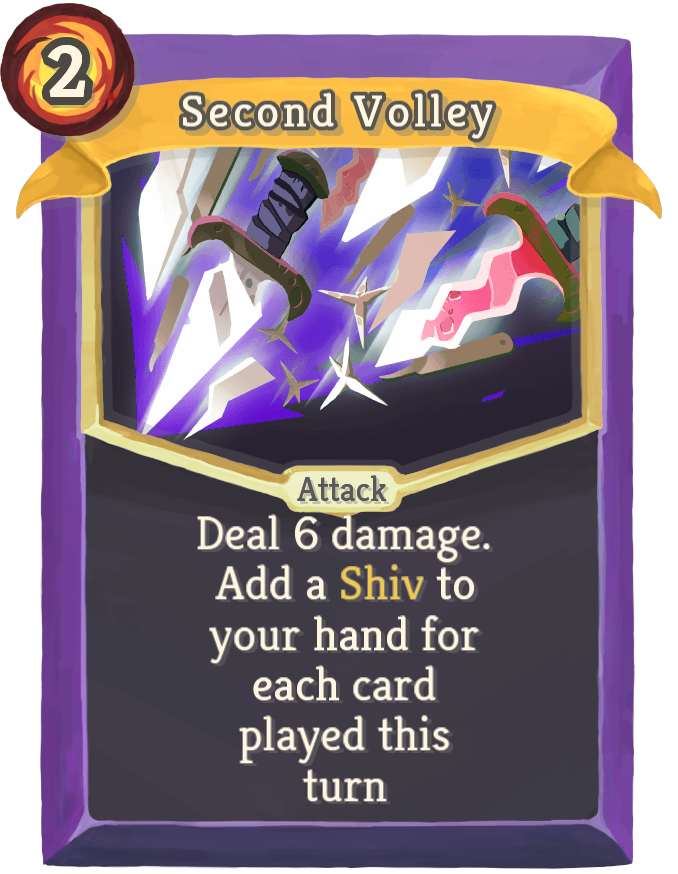 2
Second Volley
Attack
Deal 6 damage.
Add a Shiv to
your hand for
each card
played this
turn